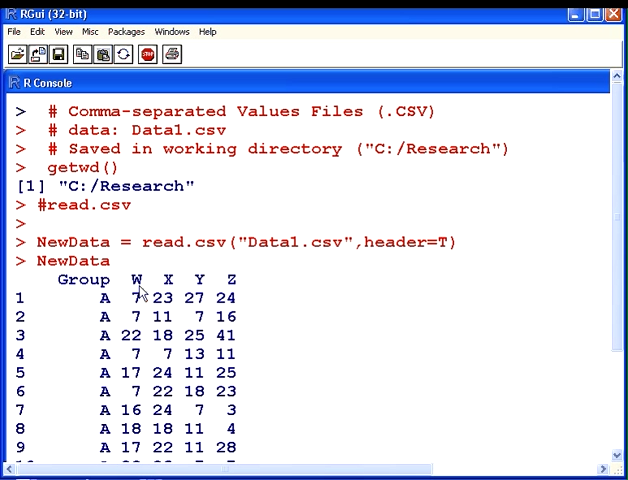 RGui (32-bit)
File Edit View Misc Packages Windows Help
STOP
R Console
> # Comma-separated Values Files (.CSV)
> # data: Data1.csv
> # Saved in working directory ("C:/Research")
> getwd()
[1] "C:/Research"
> #read.csv
>
> NewData = read.csv("Data1.csv",header=T)
> NewData
Group W X Y Z
1 A 7 23 27 24
2 A 7 11 7 16
3 A 22 18 25 41
4 A 7 7 13 11
5 A 17 24 11 25
6 A 7 22 18 23
7 A 16 24 7 3
8 A 18 18 11 4
9 A 17 22 11 28